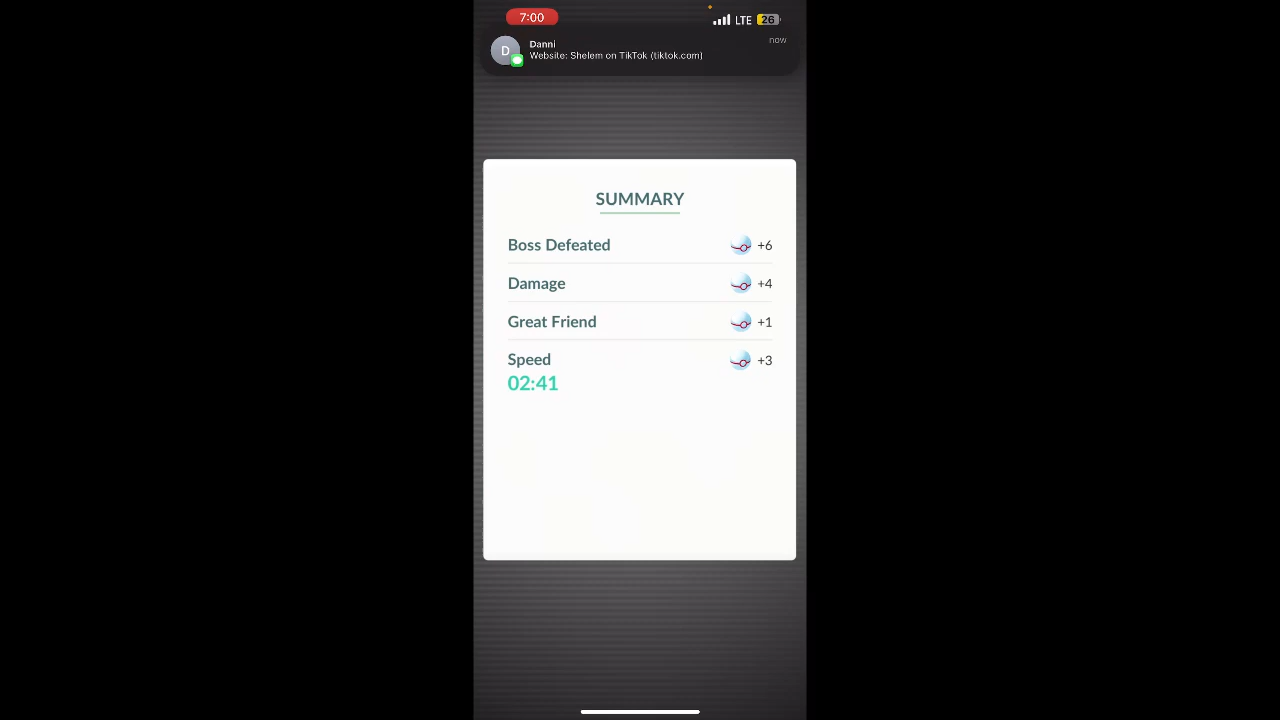 7:00
LTE 26
D
Danni
now
Website: Shelem on TikTok (tiktok.com)
SUMMARY
Boss Defeated +6
Damage +4
Great Friend +1
Speed +3
02:41